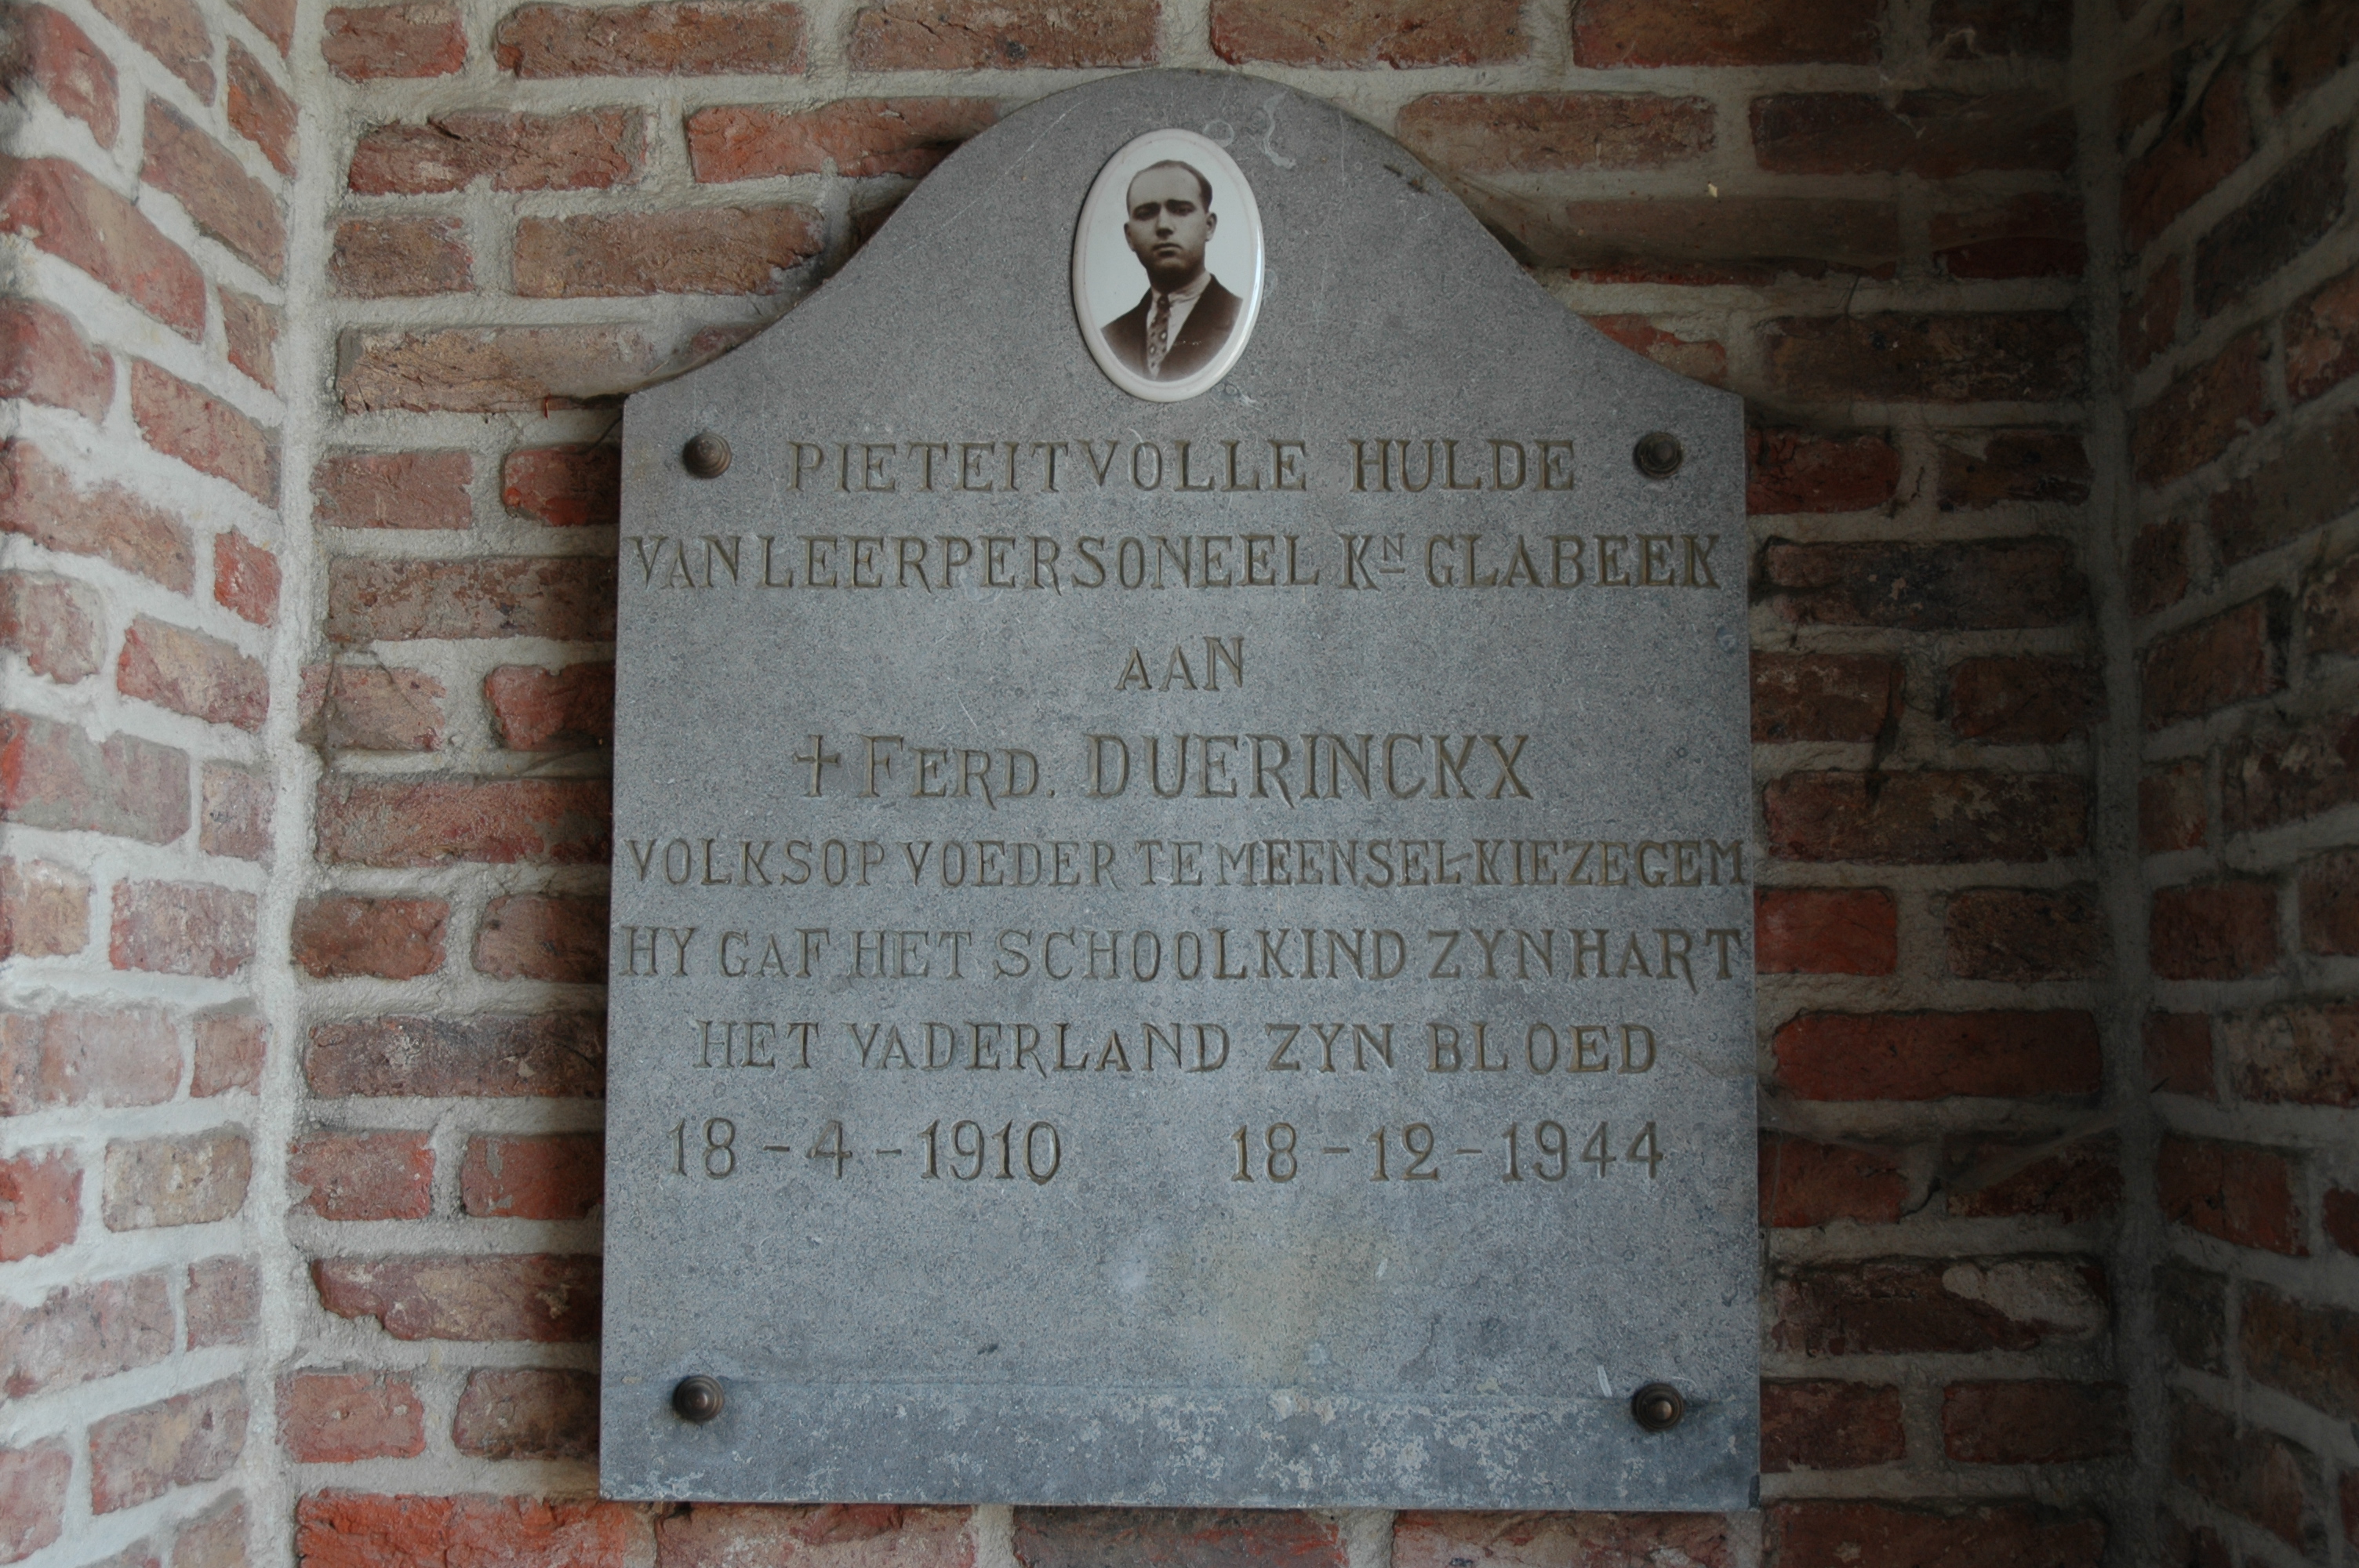 PIETEITVOLLE HULDE
VAN LEERPERSONEEL KN GLABEEK
AAN
+ FERD. DUERINCKX
VOLKSOPVOEDER TE MEENSEL-KIEZEGEM
HY GAF HET SCHOOLKIND ZYN HART
HET VADERLAND ZYN BLOED
18-4-1910 18-12-1944